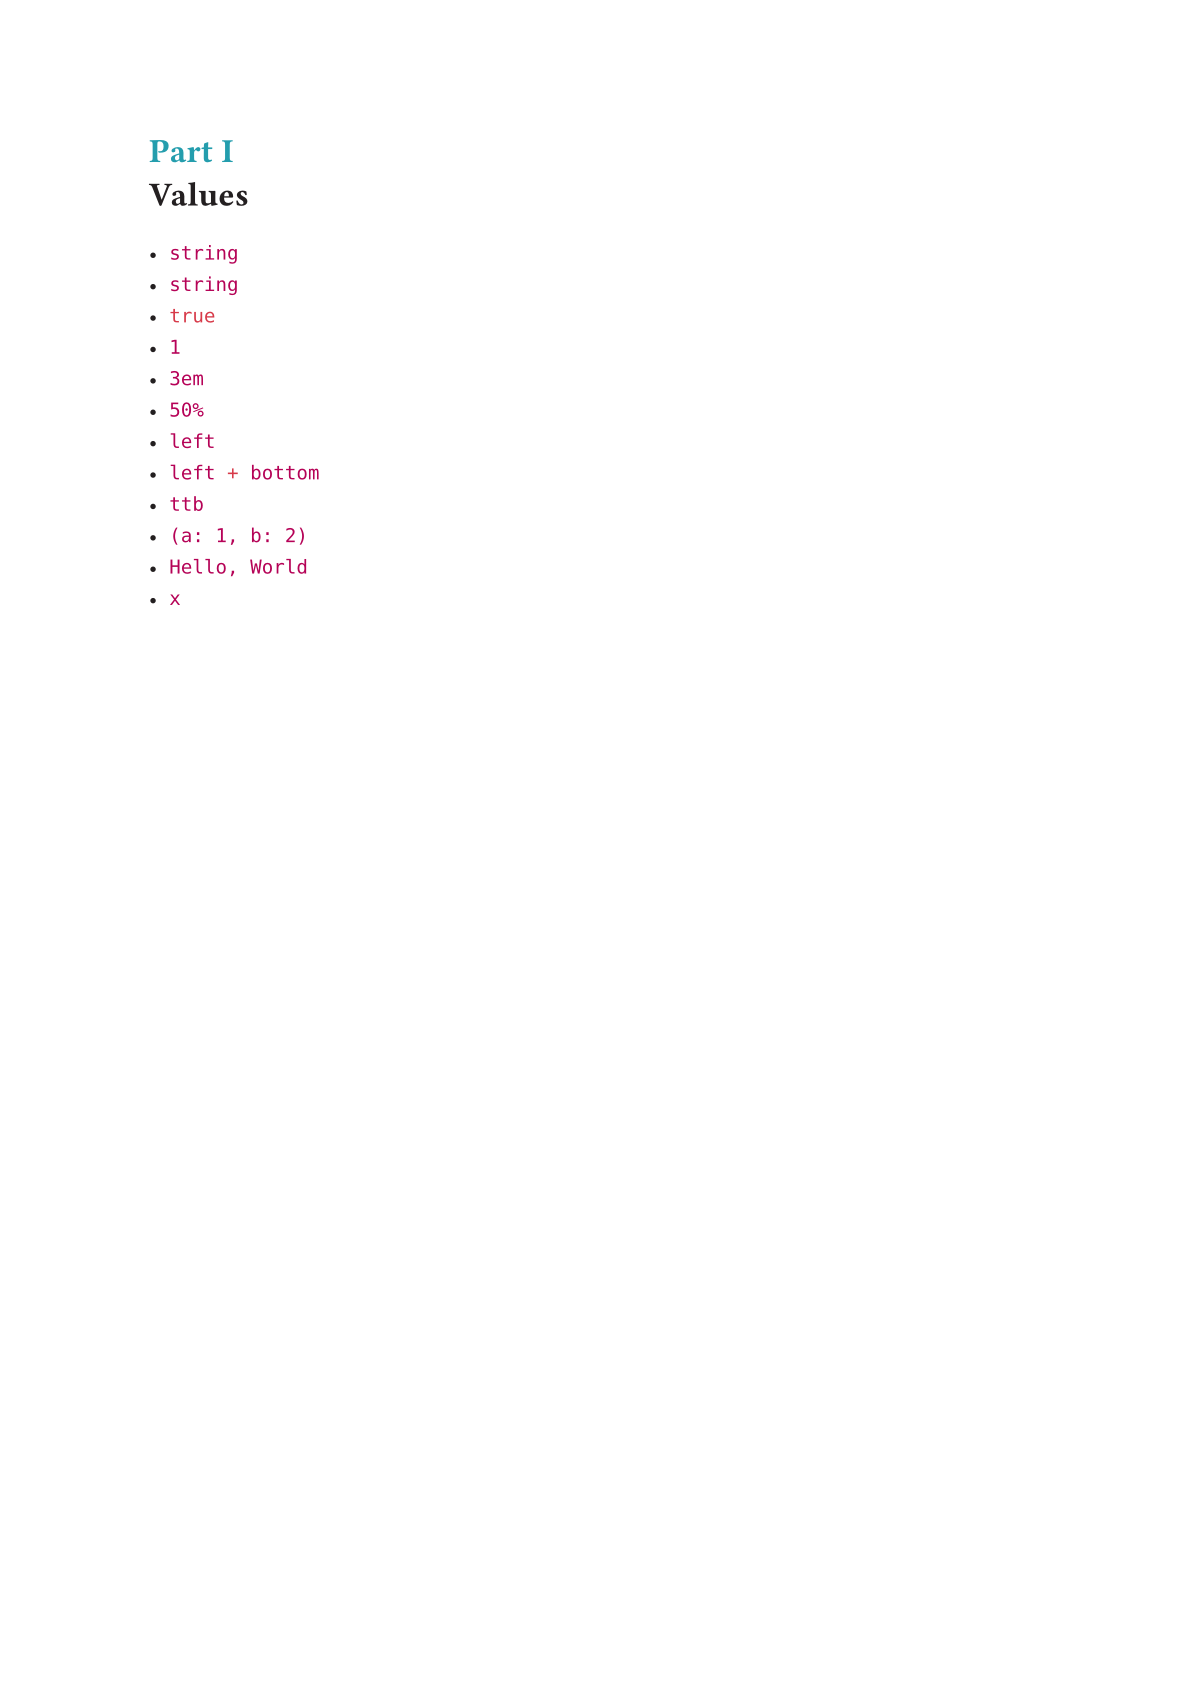 Part I
Values
• string
• string
• true
• 1
• 3em
• 50%
• left
• left + bottom
• ttb
• (a: 1, b: 2)
• Hello, World
• x